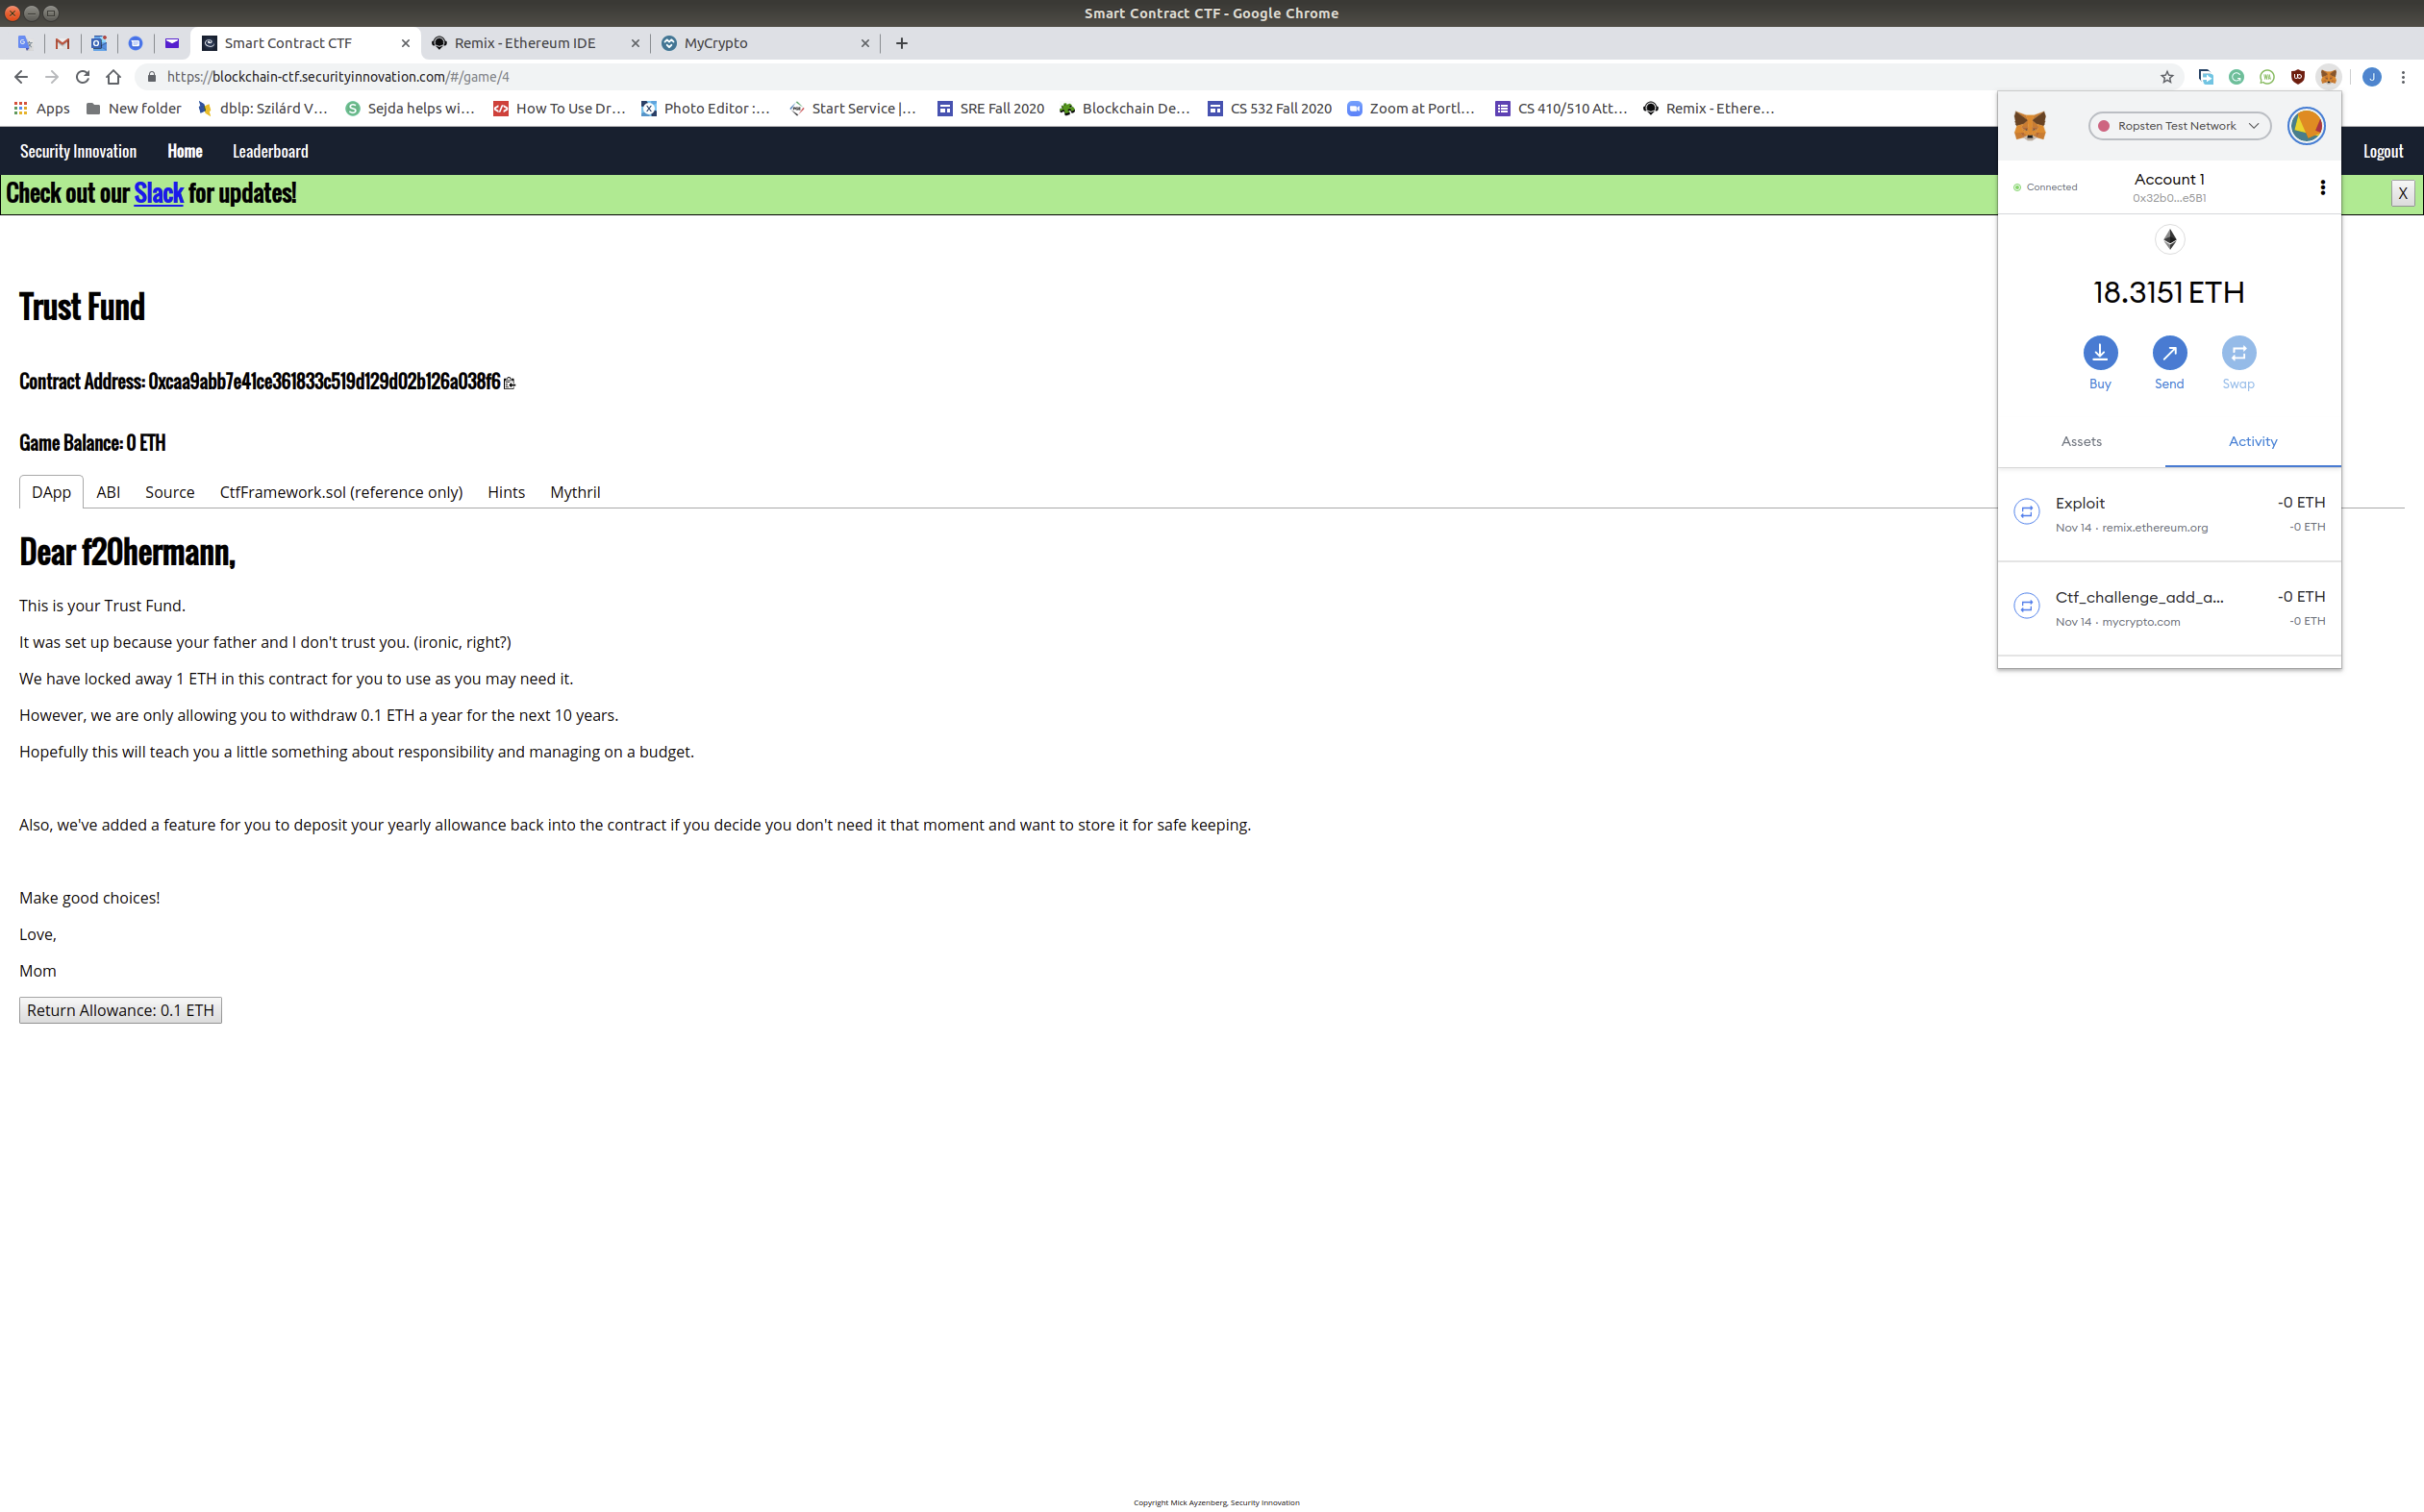 Smart Contract CTF - Google Chrome
Smart Contract CTF
Remix - Ethereum IDE
MyCrypto
https://blockchain-ctf.securityinnovation.com/#/game/4
Apps New folder dblp: Szilárd V... Sejda helps wi... How To Use Dr... Photo Editor :... Start Service |... SRE Fall 2020 Blockchain De... CS 532 Fall 2020 Zoom at Portl... CS 410/510 Att... Remix - Ethere...
Security Innovation Home Leaderboard Logout
Check out our Slack for updates! X
Trust Fund
Contract Address: 0xcaa9abb7e41ce361833c519d129d02b126a038f6
Game Balance: 0 ETH
DApp ABI Source CtfFramework.sol (reference only) Hints Mythril
Dear f20hermann,
This is your Trust Fund.
It was set up because your father and I don't trust you. (ironic, right?)
We have locked away 1 ETH in this contract for you to use as you may need it.
However, we are only allowing you to withdraw 0.1 ETH a year for the next 10 years.
Hopefully this will teach you a little something about responsibility and managing on a budget.
Also, we've added a feature for you to deposit your yearly allowance back into the contract if you decide you don't need it that moment and want to store it for safe keeping.
Make good choices!
Love,
Mom
Return Allowance: 0.1 ETH
Ropsten Test Network
Connected
Account 1
0x32b0...e5B1
18.3151 ETH
Buy Send Swap
Assets Activity
Exploit -0 ETH
Nov 14 · remix.ethereum.org -0 ETH
Ctf_challenge_add_a... -0 ETH
Nov 14 · mycrypto.com -0 ETH
Copyright Mick Ayzenberg, Security Innovation